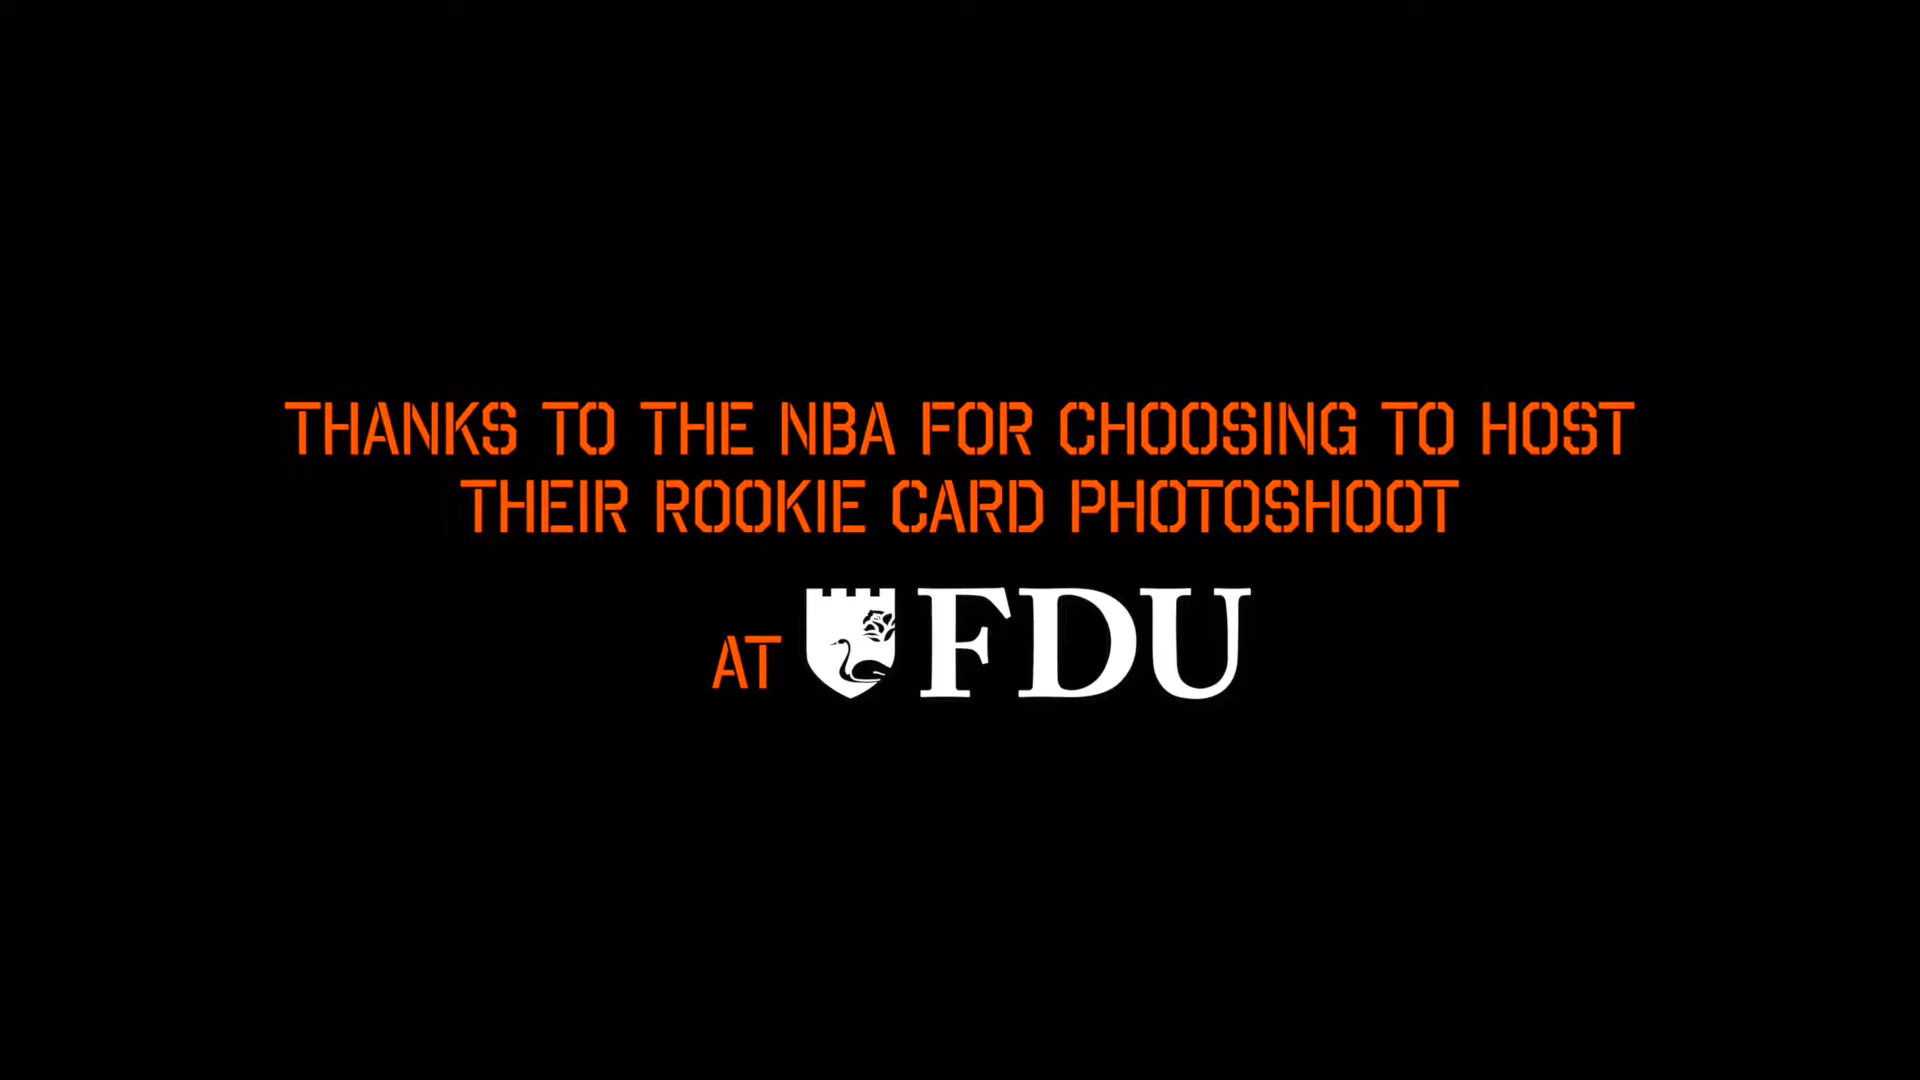 THANKS TO THE NBA FOR CHOOSING TO HOST
THEIR ROOKIE CARD PHOTOSHOOT
AT FDU